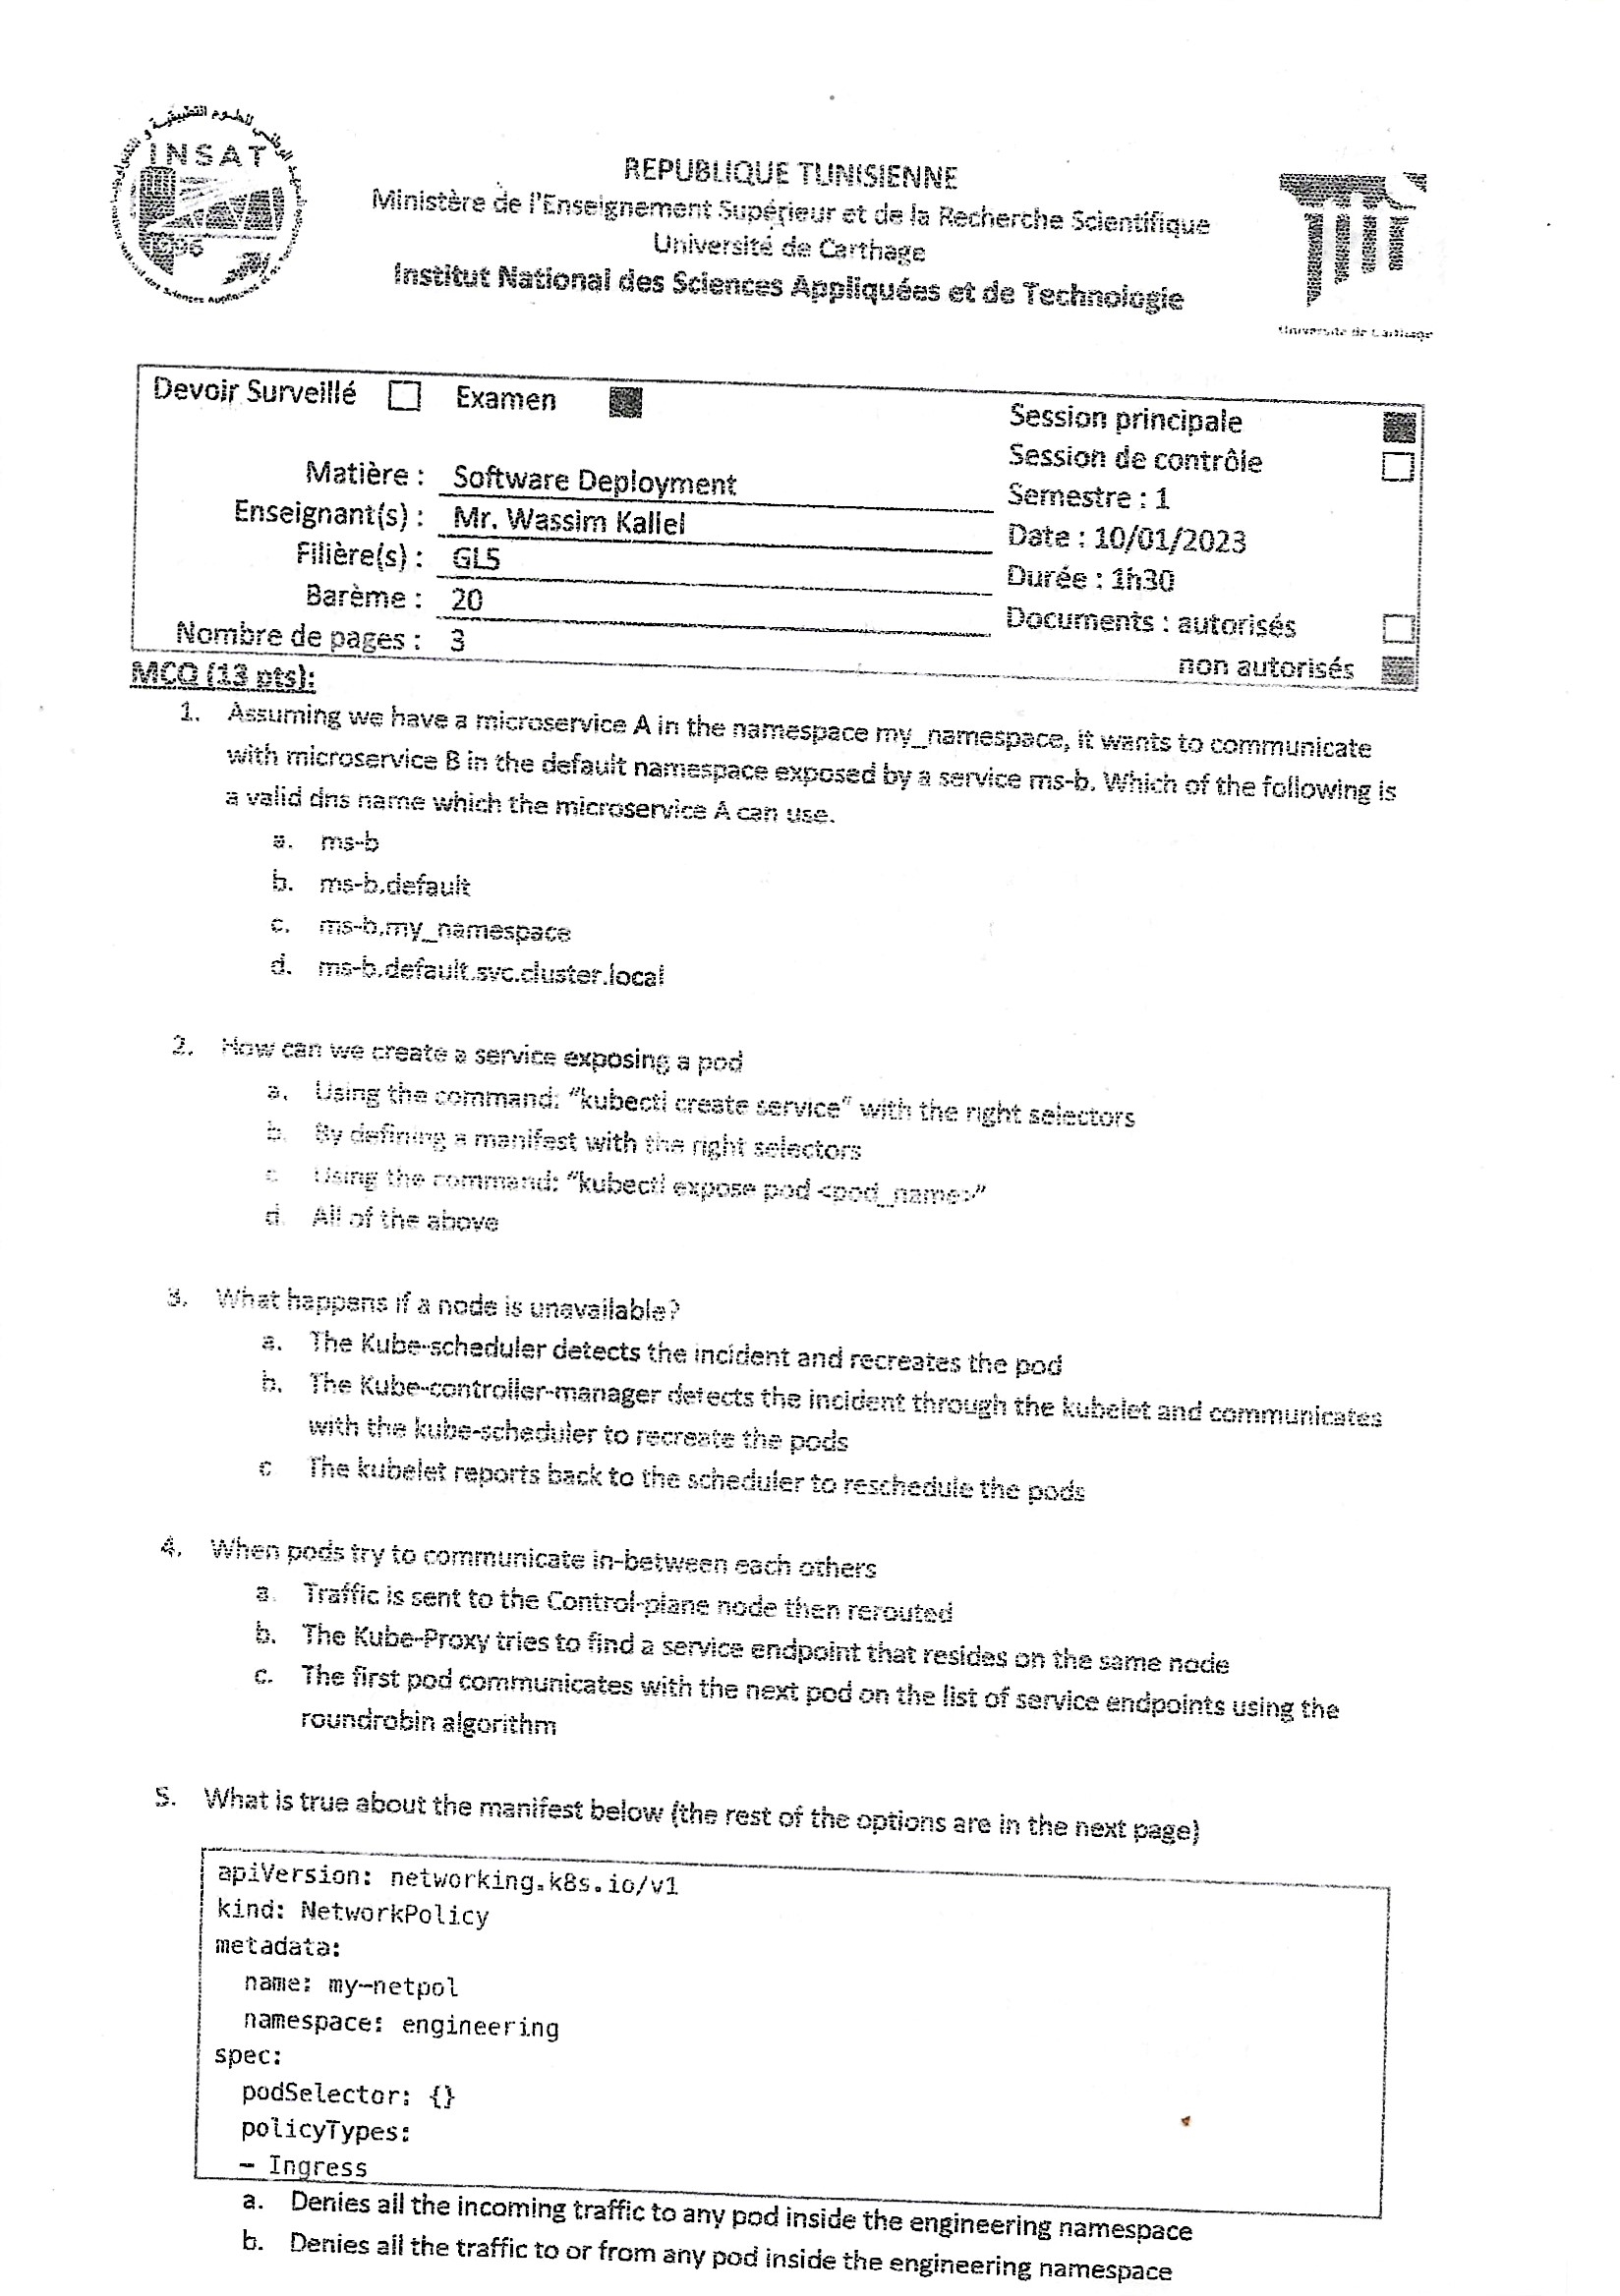 INSAT
1996
REPUBLIQUE TUNISIENNE
Ministère de l'Enseignement Supérieur et de la Recherche Scientifique
Université de Carthage
Institut National des Sciences Appliquées et de Technologie
Université de Carthage
Devoir Surveillé Examen
Session principale
Session de contrôle
Matière : Software Deployment
Semestre : 1
Enseignant(s) : Mr. Wassim Kallel
Date : 10/01/2023
Filière(s) : GL5
Durée : 1h30
Barème : 20
Documents : autorisés
Nombre de pages : 3
non autorisés
MCQ (13 pts):
1. Assuming we have a microservice A in the namespace my_namespace, it wants to communicate
with microservice B in the default namespace exposed by a service ms-b. Which of the following is
a valid dns name which the microservice A can use.
a. ms-b
b. ms-b.default
c. ms-b.my_namespace
d. ms-b.default.svc.cluster.local
2. How can we create a service exposing a pod
a. Using the command: "kubectl create service" with the right selectors
b. By defining a manifest with the right selectors
c Using the command: "kubectl expose pod <pod_name>"
d. All of the above
3. What happens if a node is unavailable?
a. The Kube-scheduler detects the incident and recreates the pod
b. The Kube-controller-manager detects the incident through the kubelet and communicates
with the kube-scheduler to recreate the pods
c The kubelet reports back to the scheduler to reschedule the pods
4. When pods try to communicate in-between each others
a. Traffic is sent to the Control-plane node then rerouted
b. The Kube-Proxy tries to find a service endpoint that resides on the same node
c. The first pod communicates with the next pod on the list of service endpoints using the
roundrobin algorithm
5. What is true about the manifest below (the rest of the options are in the next page)
apiVersion: networking.k8s.io/v1
kind: NetworkPolicy
metadata:
name: my-netpol
namespace: engineering
spec:
podSelector: {}
policyTypes:
- Ingress
a. Denies all the incoming traffic to any pod inside the engineering namespace
b. Denies all the traffic to or from any pod inside the engineering namespace